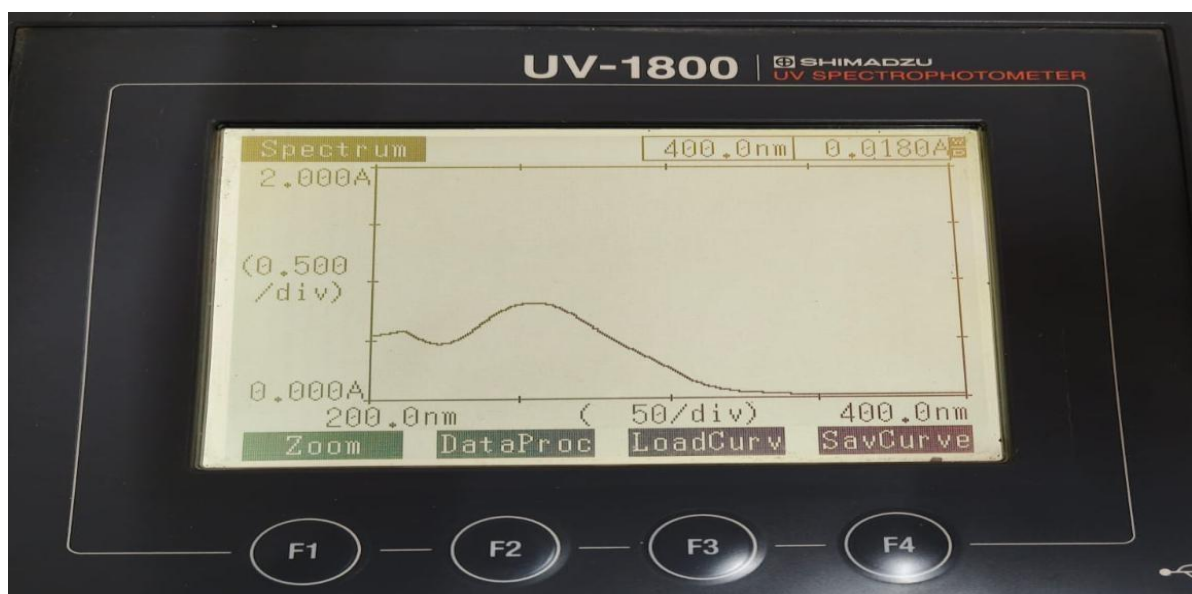 UV-1800 SHIMADZU
UV SPECTROPHOTOMETER
Spectrum 400.0nm 0.0180A
2.000A
(0.500
/div)
0.000A
200.0nm ( 50/div) 400.0nm
Zoom DataProc LoadCurv SavCurve
F1 F2 F3 F4